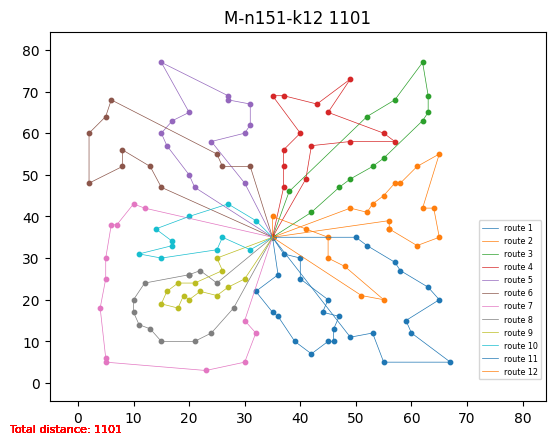 M-n151-k12 1101
80
70
60
50
40
30
20
10
0
0 10 20 30 40 50 60 70 80
route 1
route 2
route 3
route 4
route 5
route 6
route 7
route 8
route 9
route 10
route 11
route 12
Total distance: 1101